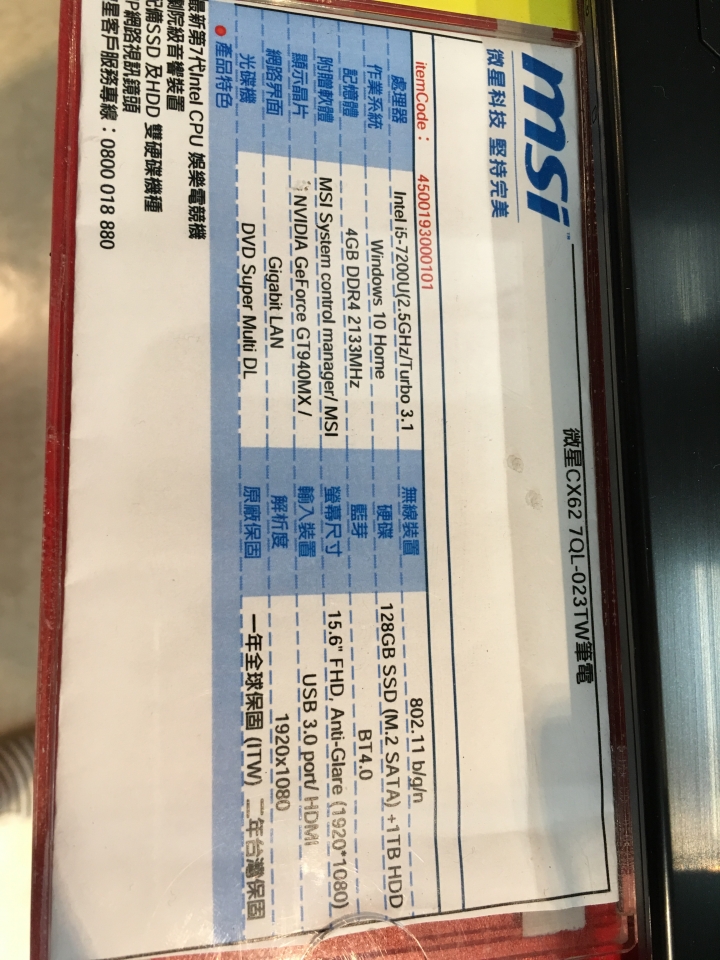 msi™
微星科技 堅持完美
微星CX62 7QL-023TW筆電
itemCode： 4500193000101
處理器 Intel i5-7200U(2.5GHz/Turbo 3.1 無線裝置 802.11 b/g/n
作業系統 Windows 10 Home 硬碟 128GB SSD (M.2 SATA) +1TB HDD
記憶體 4GB DDR4 2133MHz 藍芽 BT4.0
附贈軟體 MSI System control manager/ MSI 螢幕尺寸 15.6" FHD, Anti-Glare (1920*1080)
顯示晶片 NVIDIA GeForce GT940MX / 輸入裝置 USB 3.0 port/ HDMI
網路界面 Gigabit LAN 解析度 1920x1080
光碟機 DVD Super Multi DL 原廠保固 一年全球保固 (ITW) 二年台灣保固
產品特色
最新第7代Intel CPU 娛樂電競機
劇院級音響裝置
配備SSD 及HDD 雙硬碟機種
P網路視訊鏡頭
星客戶服務專線：0800 018 880